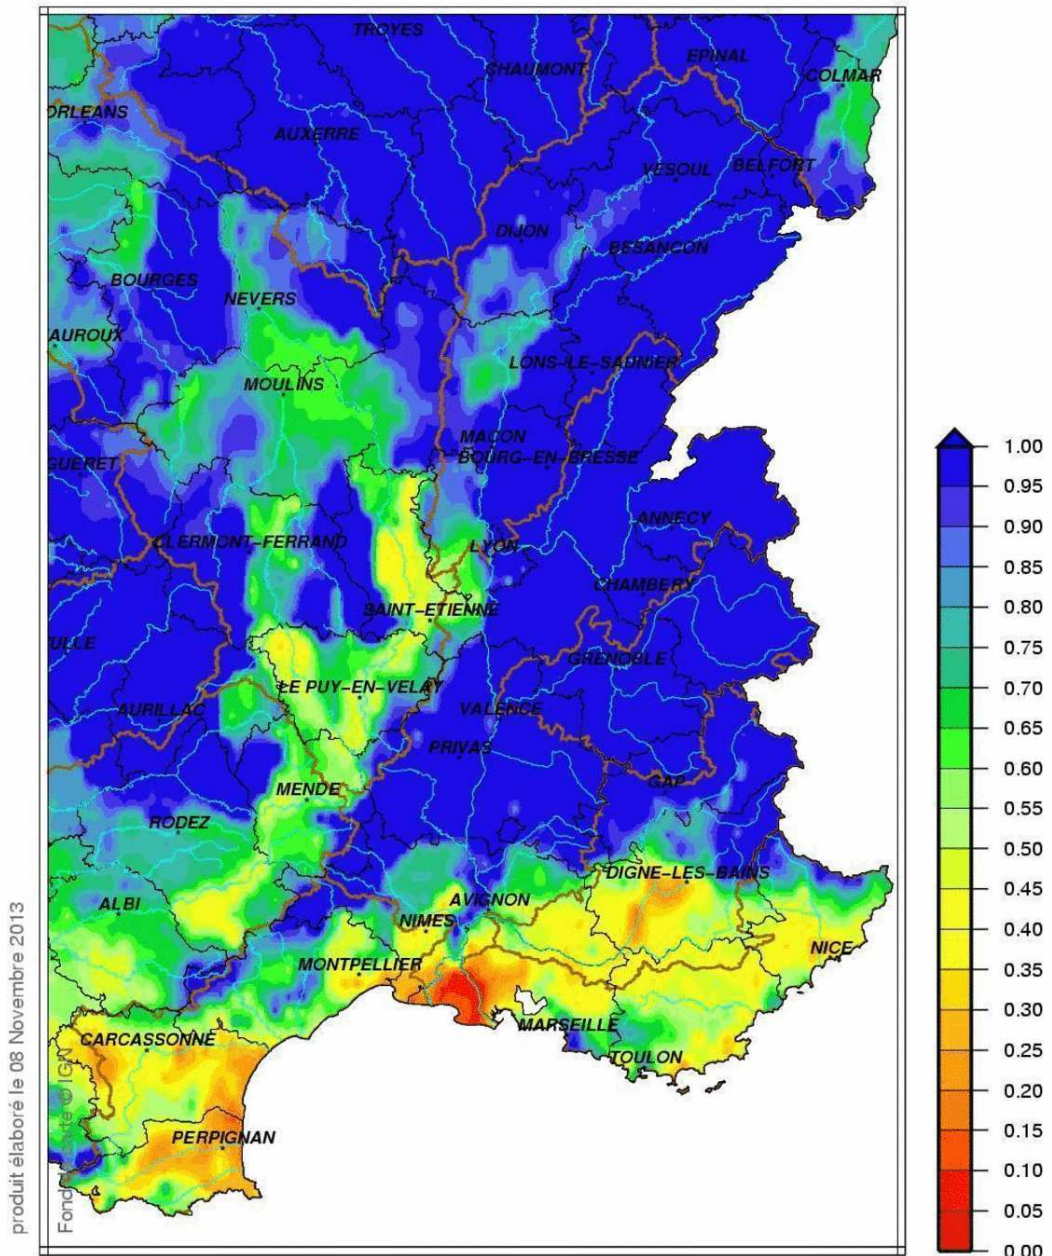 TROYES
CHAUMONT
EPINAL
COLMAR
ORLEANS
AUXERRE
VESOUL
BELFORT
DIJON
BESANCON
BOURGES
NEVERS
AUROUX
LONS-LE-SAUNIER
MOULINS
MACON
BOURG-EN-BRESSE
GUERET
ANNECY
CLERMONT-FERRAND
LYON
CHAMBERY
SAINT-ETIENNE
TULLE
GRENOBLE
LE PUY-EN-VELAY
AURILLAC
VALENCE
PRIVAS
GAP
MENDE
RODEZ
DIGNE-LES-BAINS
ALBI
AVIGNON
NIMES
NICE
MONTPELLIER
MARSEILLE
CARCASSONNE
TOULON
PERPIGNAN
1.00
0.95
0.90
0.85
0.80
0.75
0.70
0.65
0.60
0.55
0.50
0.45
0.40
0.35
0.30
0.25
0.20
0.15
0.10
0.05
0.00
produit élaboré le 08 Novembre 2013
Fond de carte © IGN